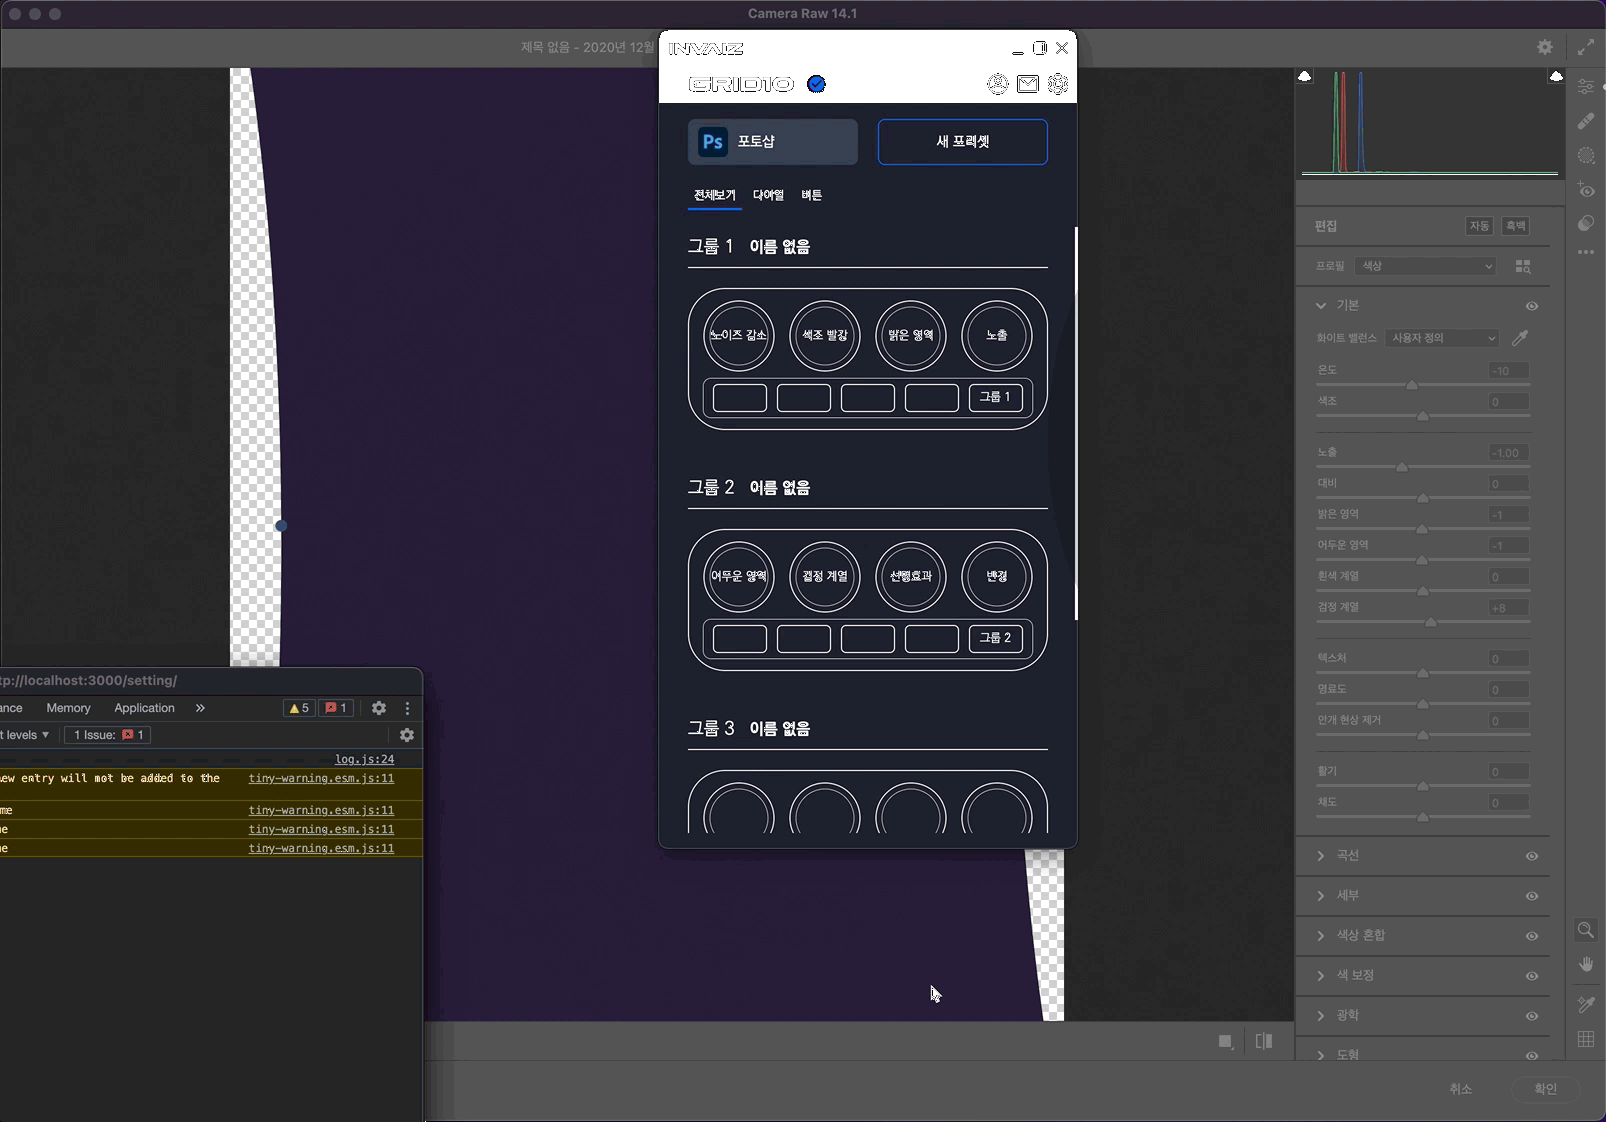 Camera Raw 14.1
제목 없음 - 2020년 12월
INVAIZ
GRID10
Ps 포토샵
새 프리셋
전체보기 다이얼 버튼
그룹 1 이름 없음
노이즈 감소 색조 빨강 밝은 영역 노출
그룹 1
그룹 2 이름 없음
어두운 영역 검정 계열 선명효과 반경
그룹 2
그룹 3 이름 없음
편집 자동 흑백
프로필 색상
기본
화이트 밸런스 사용자 정의
온도 -10
색조 0
노출 -1.00
대비 0
밝은 영역 -1
어두운 영역 -1
흰색 계열 0
검정 계열 +8
텍스처 0
명료도 0
안개 현상 제거 0
활기 0
채도 0
곡선
세부
색상 혼합
색 보정
광학
도형
취소 확인
tp://localhost:3000/setting/
ance Memory Application » 5 1
t levels ▼ 1 Issue: 1
log.js:24
new entry will not be added to the tiny-warning.esm.js:11
me tiny-warning.esm.js:11
e tiny-warning.esm.js:11
e tiny-warning.esm.js:11